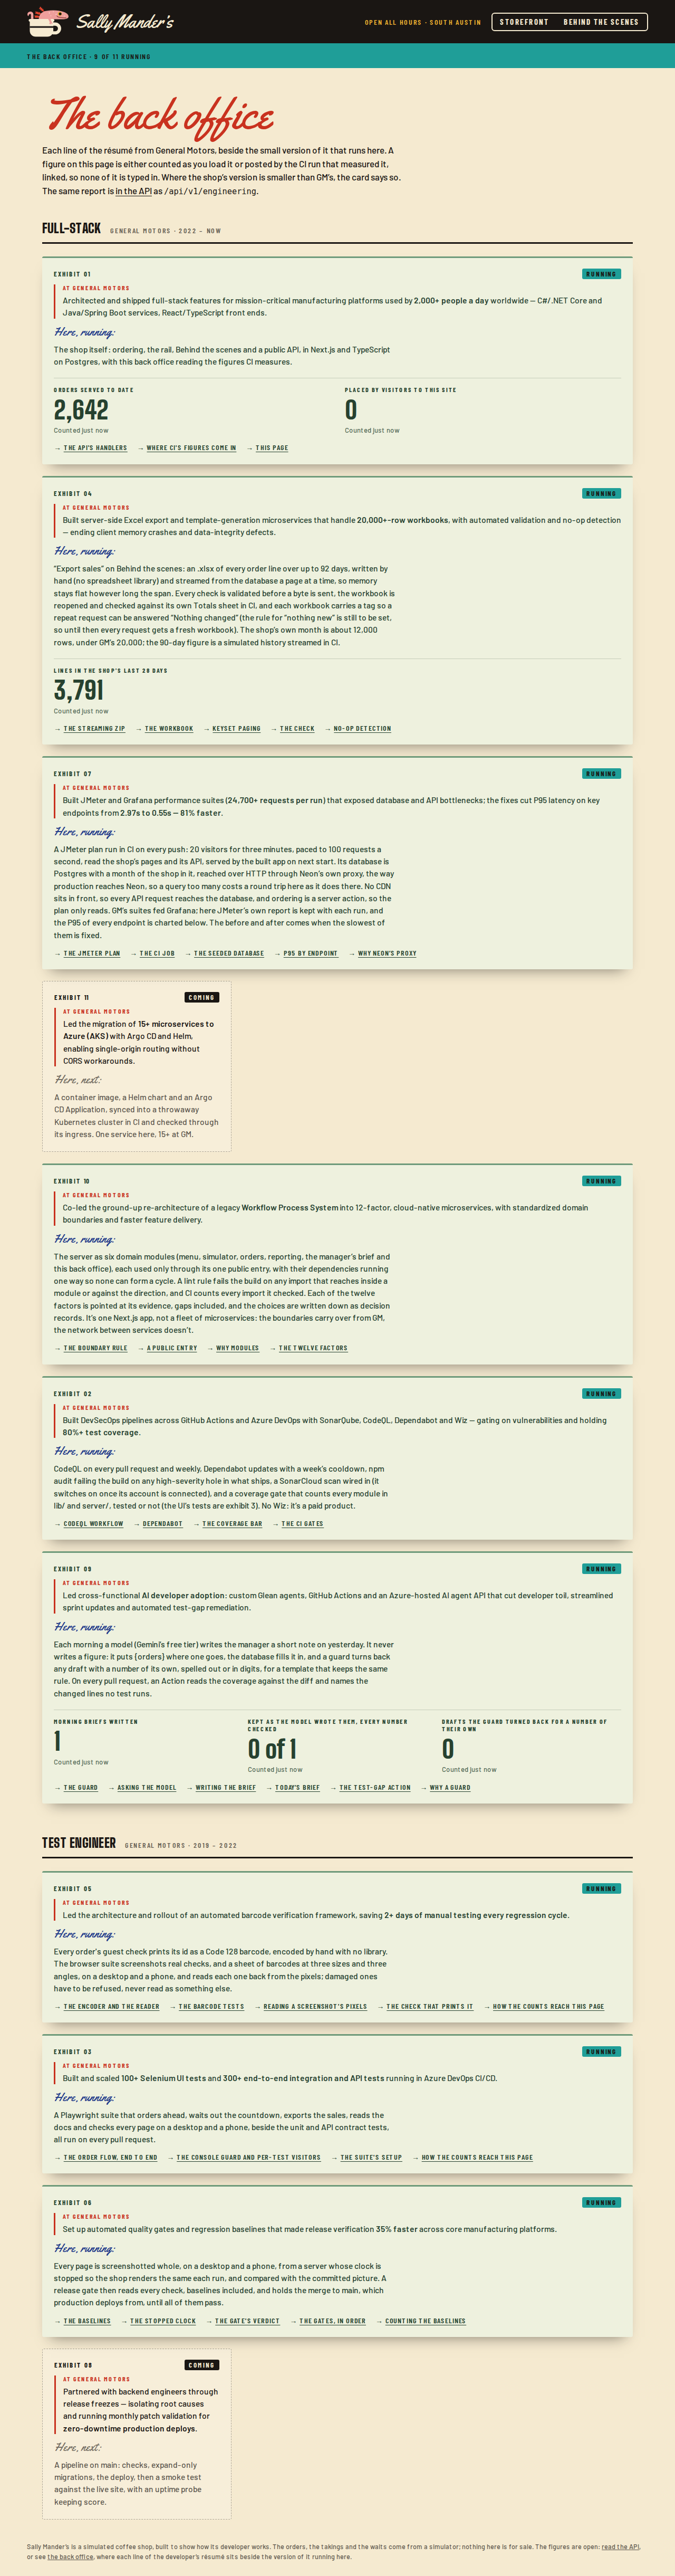 Sally Mander's
OPEN ALL HOURS · SOUTH AUSTIN
STOREFRONT
BEHIND THE SCENES
THE BACK OFFICE · 9 OF 11 RUNNING
The back office
Each line of the résumé from General Motors, beside the small version of it that runs here. A
figure on this page is either counted as you load it or posted by the CI run that measured it,
linked, so none of it is typed in. Where the shop's version is smaller than GM's, the card says so.
The same report is in the API as /api/v1/engineering.
FULL-STACK GENERAL MOTORS · 2022 – NOW
EXHIBIT 01
RUNNING
AT GENERAL MOTORS
Architected and shipped full-stack features for mission-critical manufacturing platforms used by 2,000+ people a day worldwide — C#/.NET Core and
Java/Spring Boot services, React/TypeScript front ends.
Here, running:
The shop itself: ordering, the rail, Behind the scenes and a public API, in Next.js and TypeScript
on Postgres, with this back office reading the figures CI measures.
ORDERS SERVED TO DATE
PLACED BY VISITORS TO THIS SITE
2,642
0
Counted just now
Counted just now
→ THE API'S HANDLERS → WHERE CI'S FIGURES COME IN → THIS PAGE
EXHIBIT 04
RUNNING
AT GENERAL MOTORS
Built server-side Excel export and template-generation microservices that handle 20,000+-row workbooks, with automated validation and no-op detection
— ending client memory crashes and data-integrity defects.
Here, running:
"Export sales" on Behind the scenes: an .xlsx of every order line over up to 92 days, written by
hand (no spreadsheet library) and streamed from the database a page at a time, so memory
stays flat however long the span. Every check is validated before a byte is sent, the workbook is
reopened and checked against its own Totals sheet in CI, and each workbook carries a tag so a
repeat request can be answered "Nothing changed" (the rule for "nothing new" is still to be set,
so until then every request gets a fresh workbook). The shop's own month is about 12,000
rows, under GM's 20,000; the 90-day figure is a simulated history streamed in CI.
LINES IN THE SHOP'S LAST 28 DAYS
3,791
Counted just now
→ THE STREAMING ZIP → THE WORKBOOK → KEYSET PAGING → THE CHECK → NO-OP DETECTION
EXHIBIT 07
RUNNING
AT GENERAL MOTORS
Built JMeter and Grafana performance suites (24,700+ requests per run) that exposed database and API bottlenecks; the fixes cut P95 latency on key
endpoints from 2.97s to 0.55s — 81% faster.
Here, running:
A JMeter plan run in CI on every push: 20 visitors for three minutes, paced to 100 requests a
second, read the shop's pages and its API, served by the built app on next start. Its database is
Postgres with a month of the shop in it, reached over HTTP through Neon's own proxy, the way
production reaches Neon, so a query too many costs a round trip here as it does there. No CDN
sits in front, so every API request reaches the database, and ordering is a server action, so the
plan only reads. GM's suites fed Grafana; here JMeter's own report is kept with each run, and
the P95 of every endpoint is charted below. The before and after comes when the slowest of
them is fixed.
→ THE JMETER PLAN → THE CI JOB → THE SEEDED DATABASE → P95 BY ENDPOINT → WHY NEON'S PROXY
EXHIBIT 11
COMING
AT GENERAL MOTORS
Led the migration of 15+ microservices to
Azure (AKS) with Argo CD and Helm,
enabling single-origin routing without
CORS workarounds.
Here, next:
A container image, a Helm chart and an Argo
CD Application, synced into a throwaway
Kubernetes cluster in CI and checked through
its ingress. One service here, 15+ at GM.
EXHIBIT 10
RUNNING
AT GENERAL MOTORS
Co-led the ground-up re-architecture of a legacy Workflow Process System into 12-factor, cloud-native microservices, with standardized domain
boundaries and faster feature delivery.
Here, running:
The server as six domain modules (menu, simulator, orders, reporting, the manager's brief and
this back office), each used only through its one public entry, with their dependencies running
one way so none can form a cycle. A lint rule fails the build on any import that reaches inside a
module or against the direction, and CI counts every import it checked. Each of the twelve
factors is pointed at its evidence, gaps included, and the choices are written down as decision
records. It's one Next.js app, not a fleet of microservices: the boundaries carry over from GM,
the network between services doesn't.
→ THE BOUNDARY RULE → A PUBLIC ENTRY → WHY MODULES → THE TWELVE FACTORS
EXHIBIT 02
RUNNING
AT GENERAL MOTORS
Built DevSecOps pipelines across GitHub Actions and Azure DevOps with SonarQube, CodeQL, Dependabot and Wiz — gating on vulnerabilities and holding
80%+ test coverage.
Here, running:
CodeQL on every pull request and weekly, Dependabot updates with a week's cooldown, npm
audit failing the build on any high-severity hole in what ships, a SonarCloud scan wired in (it
switches on once its account is connected), and a coverage gate that counts every module in
lib/ and server/, tested or not (the UI's tests are exhibit 3). No Wiz: it's a paid product.
→ CODEQL WORKFLOW → DEPENDABOT → THE COVERAGE BAR → THE CI GATES
EXHIBIT 09
RUNNING
AT GENERAL MOTORS
Led cross-functional AI developer adoption: custom Glean agents, GitHub Actions and an Azure-hosted AI agent API that cut developer toil, streamlined
sprint updates and automated test-gap remediation.
Here, running:
Each morning a model (Gemini's free tier) writes the manager a short note on yesterday. It never
writes a figure: it puts {orders} where one goes, the database fills it in, and a guard turns back
any draft with a number of its own, spelled out or in digits, for a template that keeps the same
rule. On every pull request, an Action reads the coverage against the diff and names the
changed lines no test runs.
MORNING BRIEFS WRITTEN
KEPT AS THE MODEL WROTE THEM, EVERY NUMBER
CHECKED
DRAFTS THE GUARD TURNED BACK FOR A NUMBER OF
THEIR OWN
1
0 of 1
0
Counted just now
Counted just now
Counted just now
→ THE GUARD → ASKING THE MODEL → WRITING THE BRIEF → TODAY'S BRIEF → THE TEST-GAP ACTION → WHY A GUARD
TEST ENGINEER GENERAL MOTORS · 2019 – 2022
EXHIBIT 05
RUNNING
AT GENERAL MOTORS
Led the architecture and rollout of an automated barcode verification framework, saving 2+ days of manual testing every regression cycle.
Here, running:
Every order's guest check prints its id as a Code 128 barcode, encoded by hand with no library.
The browser suite screenshots real checks, and a sheet of barcodes at three sizes and three
angles, on a desktop and a phone, and reads each one back from the pixels; damaged ones
have to be refused, never read as something else.
→ THE ENCODER AND THE READER → THE BARCODE TESTS → READING A SCREENSHOT'S PIXELS → THE CHECK THAT PRINTS IT → HOW THE COUNTS REACH THIS PAGE
EXHIBIT 03
RUNNING
AT GENERAL MOTORS
Built and scaled 100+ Selenium UI tests and 300+ end-to-end integration and API tests running in Azure DevOps CI/CD.
Here, running:
A Playwright suite that orders ahead, waits out the countdown, exports the sales, reads the
docs and checks every page on a desktop and a phone, beside the unit and API contract tests,
all run on every pull request.
→ THE ORDER FLOW, END TO END → THE CONSOLE GUARD AND PER-TEST VISITORS → THE SUITE'S SETUP → HOW THE COUNTS REACH THIS PAGE
EXHIBIT 06
RUNNING
AT GENERAL MOTORS
Set up automated quality gates and regression baselines that made release verification 35% faster across core manufacturing platforms.
Here, running:
Every page is screenshotted whole, on a desktop and a phone, from a server whose clock is
stopped so the shop renders the same each run, and compared with the committed picture. A
release gate then reads every check, baselines included, and holds the merge to main, which
production deploys from, until all of them pass.
→ THE BASELINES → THE STOPPED CLOCK → THE GATE'S VERDICT → THE GATES, IN ORDER → COUNTING THE BASELINES
EXHIBIT 08
COMING
AT GENERAL MOTORS
Partnered with backend engineers through
release freezes — isolating root causes
and running monthly patch validation for
zero-downtime production deploys.
Here, next:
A pipeline on main: checks, expand-only
migrations, the deploy, then a smoke test
against the live site, with an uptime probe
keeping score.
Sally Mander's is a simulated coffee shop, built to show how its developer works. The orders, the takings and the waits come from a simulator; nothing here is for sale. The figures are open: read the API,
or see the back office, where each line of the developer's résumé sits beside the version of it running here.